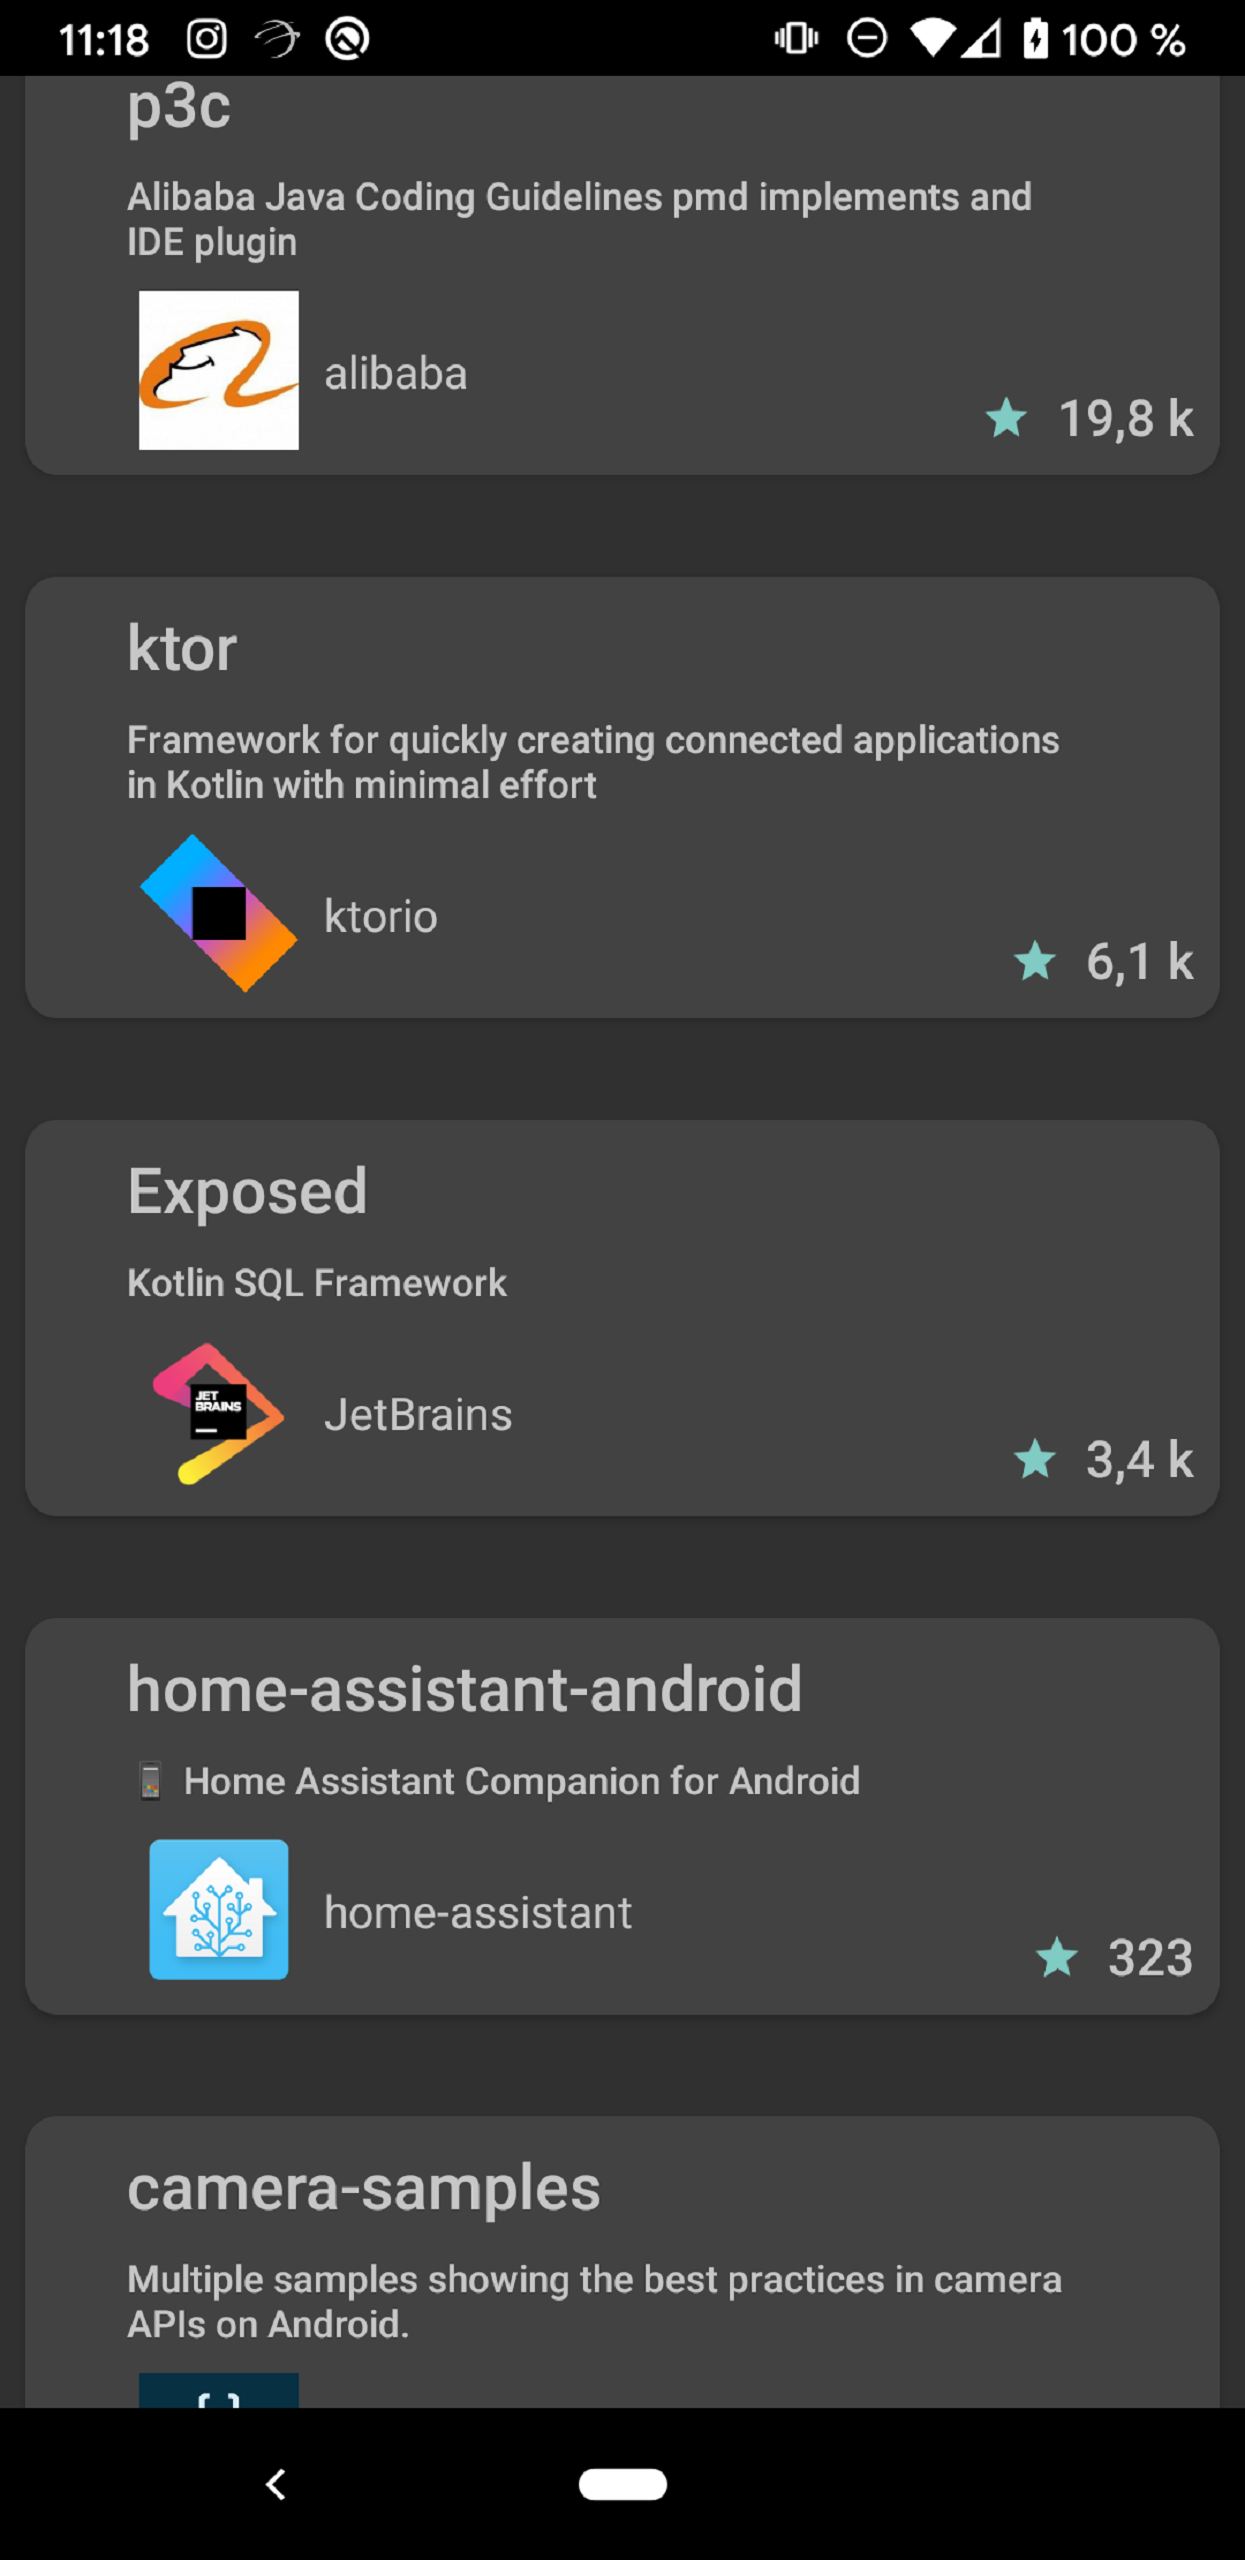 11:18
100 %
p3c
Alibaba Java Coding Guidelines pmd implements and
IDE plugin
alibaba
19,8 k
ktor
Framework for quickly creating connected applications
in Kotlin with minimal effort
ktorio
6,1 k
Exposed
Kotlin SQL Framework
JET
BRAINS
JetBrains
3,4 k
home-assistant-android
📱 Home Assistant Companion for Android
home-assistant
323
camera-samples
Multiple samples showing the best practices in camera
APIs on Android.